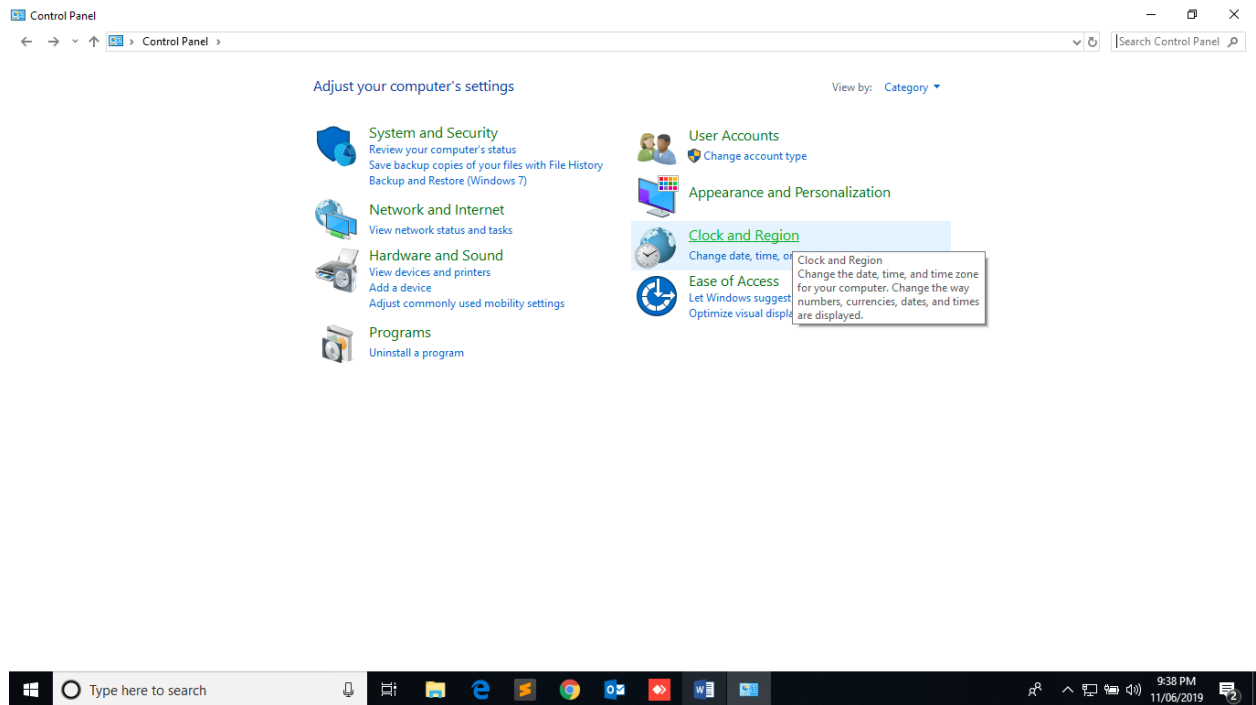 Control Panel
Control Panel
Search Control Panel
Adjust your computer's settings
View by: Category
System and Security
Review your computer's status
Save backup copies of your files with File History
Backup and Restore (Windows 7)
Network and Internet
View network status and tasks
Hardware and Sound
View devices and printers
Add a device
Adjust commonly used mobility settings
Programs
Uninstall a program
User Accounts
Change account type
Appearance and Personalization
Clock and Region
Change date, time, or
Clock and Region
Change the date, time, and time zone
for your computer. Change the way
numbers, currencies, dates, and times
are displayed.
Ease of Access
Let Windows suggest
Optimize visual displa
Type here to search
9:38 PM
11/06/2019
2